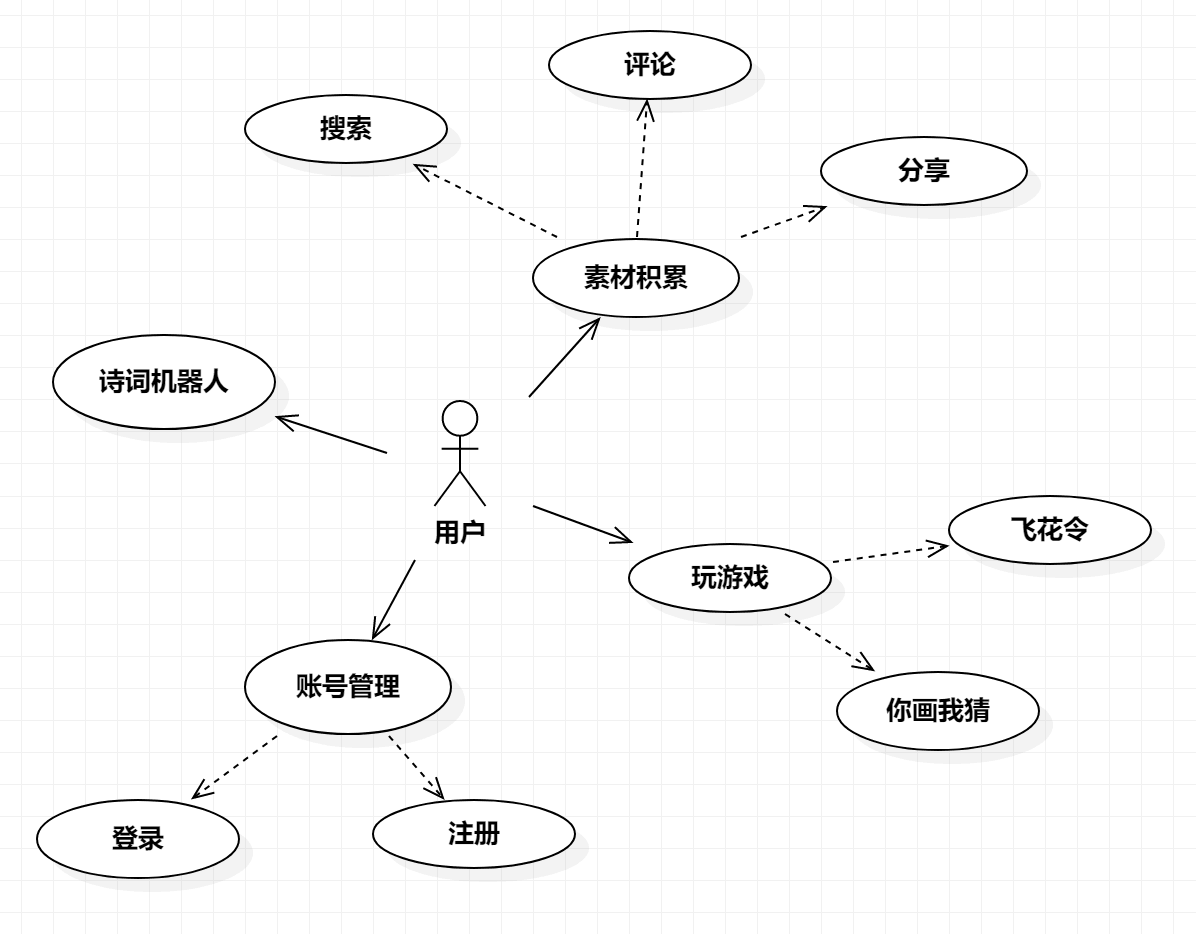 评论
搜索
分享
素材积累
诗词机器人
用户
飞花令
玩游戏
账号管理
你画我猜
登录
注册